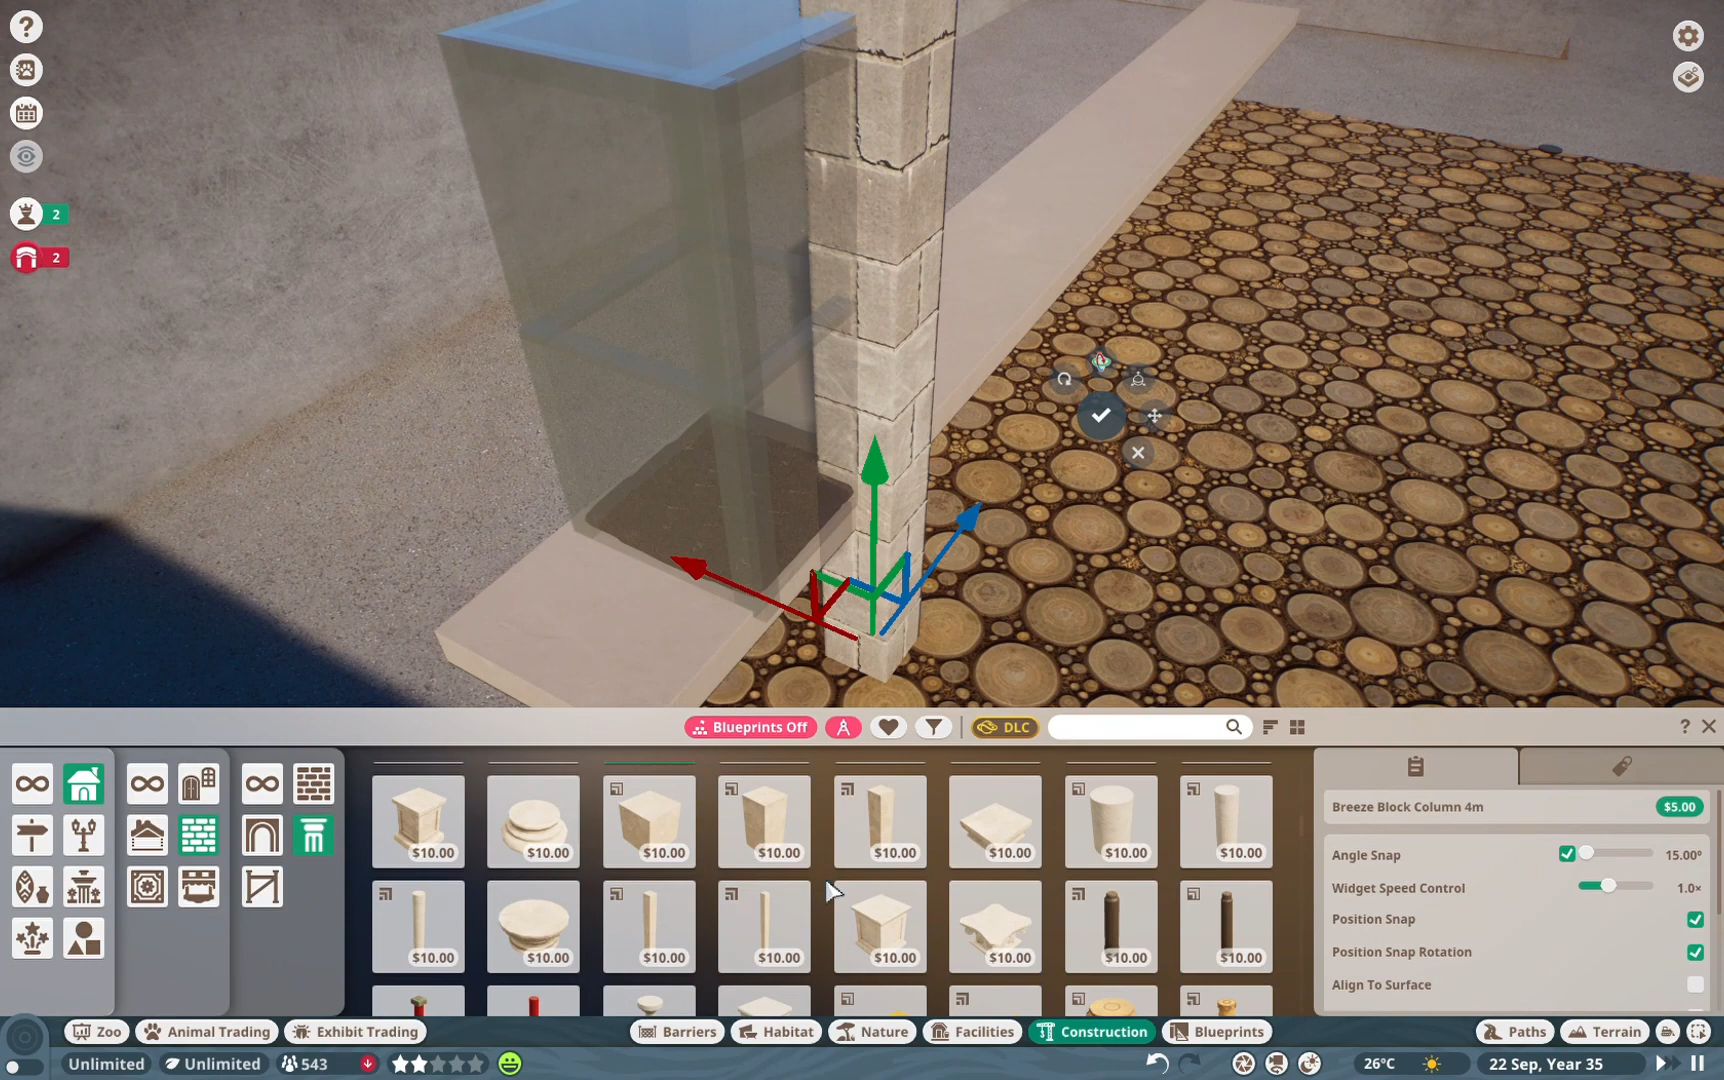 ?
2
2
Blueprints Off
DLC
?
$10.00 $10.00 $10.00 $10.00 $10.00 $10.00 $10.00 $10.00
$10.00 $10.00 $10.00 $10.00 $10.00 $10.00 $10.00 $10.00
Breeze Block Column 4m $5.00
Angle Snap 15.00°
Widget Speed Control 1.0×
Position Snap
Position Snap Rotation
Align To Surface
Zoo Animal Trading Exhibit Trading Barriers Habitat Nature Facilities Construction Blueprints Paths Terrain
Unlimited Unlimited 543 26°C 22 Sep, Year 35